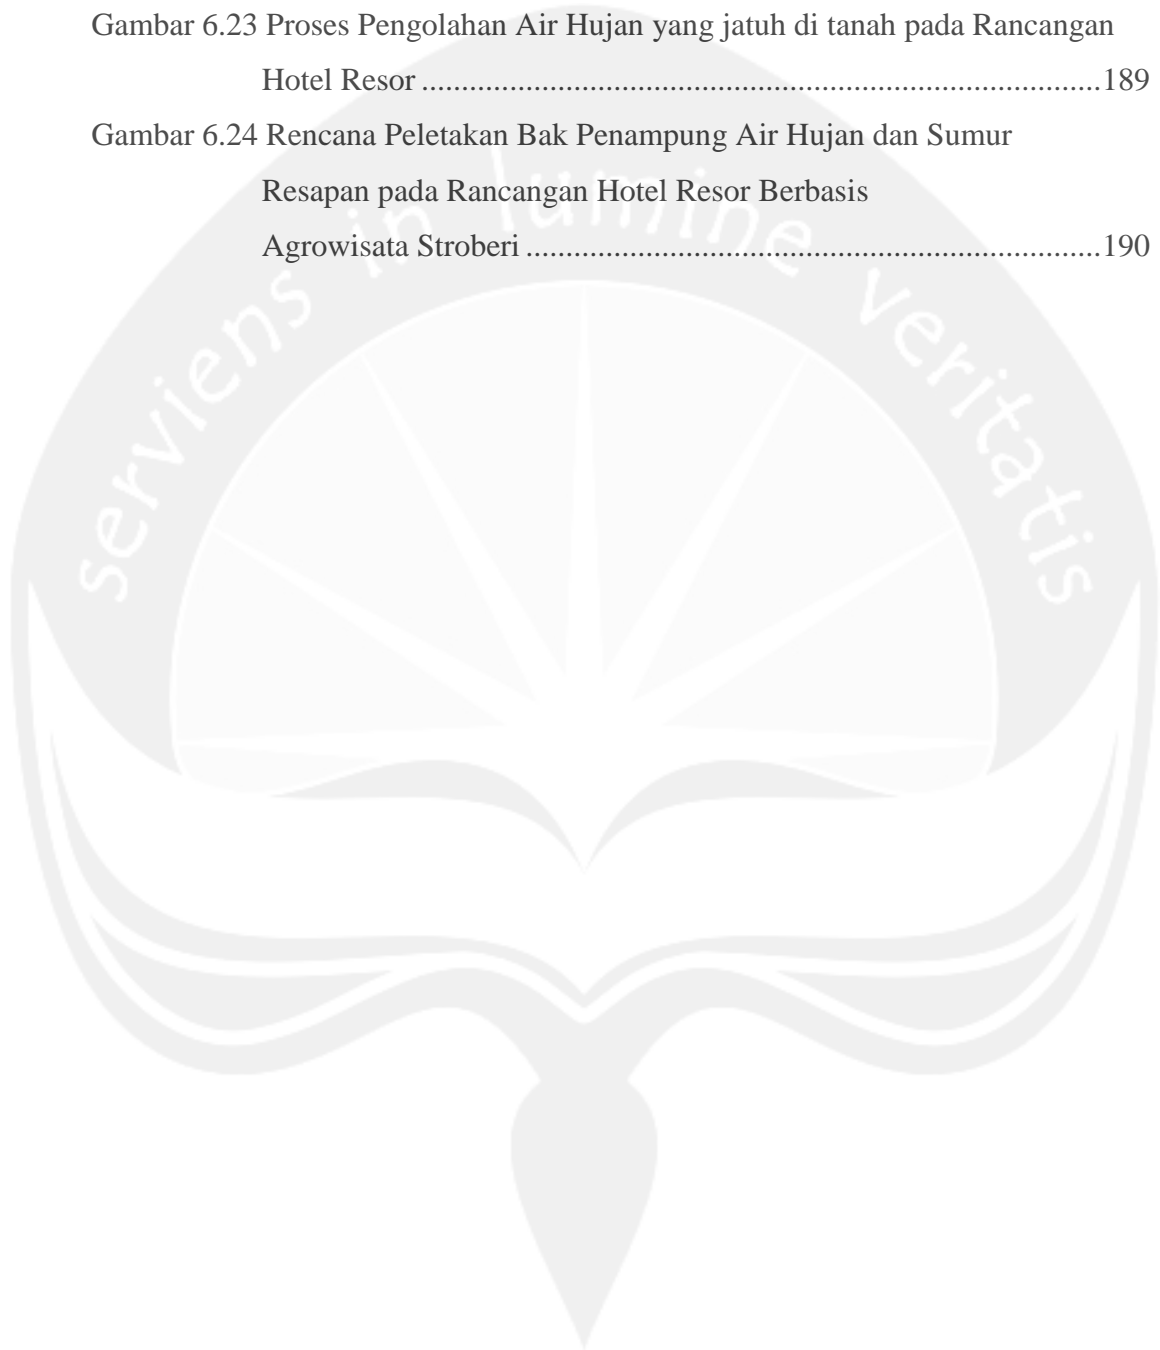 Gambar 6.23 Proses Pengolahan Air Hujan yang jatuh di tanah pada Rancangan
Hotel Resor .....................................................................................189
Gambar 6.24 Rencana Peletakan Bak Penampung Air Hujan dan Sumur
Resapan pada Rancangan Hotel Resor Berbasis
Agrowisata Stroberi ........................................................................190
serviens in lumine veritatis